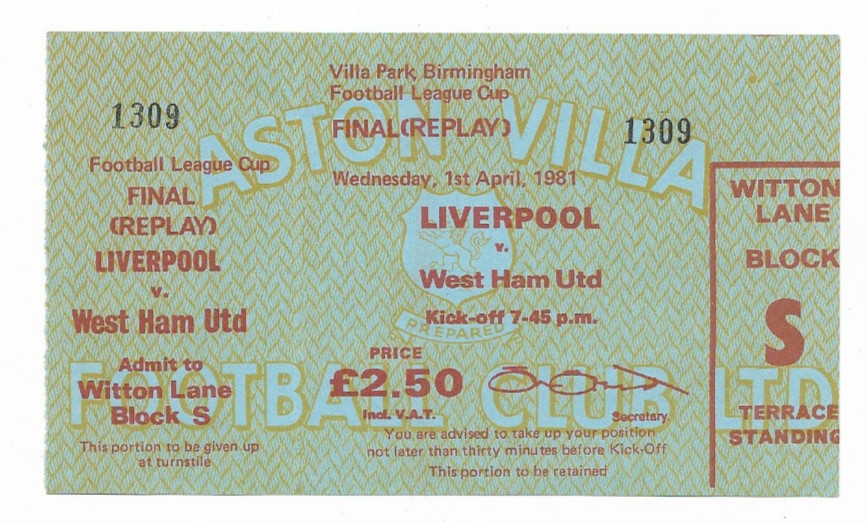 1309
Football League Cup
FINAL
(REPLAY)
LIVERPOOL
v.
West Ham Utd
Admit to
Witton Lane
Block S
This portion to be given up
at turnstile
Villa Park, Birmingham
Football League Cup
FINAL(REPLAY)
Wednesday, 1st April, 1981
LIVERPOOL
v.
West Ham Utd
Kick-off 7-45 p.m.
PRICE
£2.50
Incl. V.A.T.
Secretary.
You are advised to take up your position
not later than thirty minutes before Kick-Off
This portion to be retained
1309
WITTON
LANE
BLOCK
S
TERRACE
STANDING
ASTON VILLA
PREPARED
FOOTBALL CLUB LTD